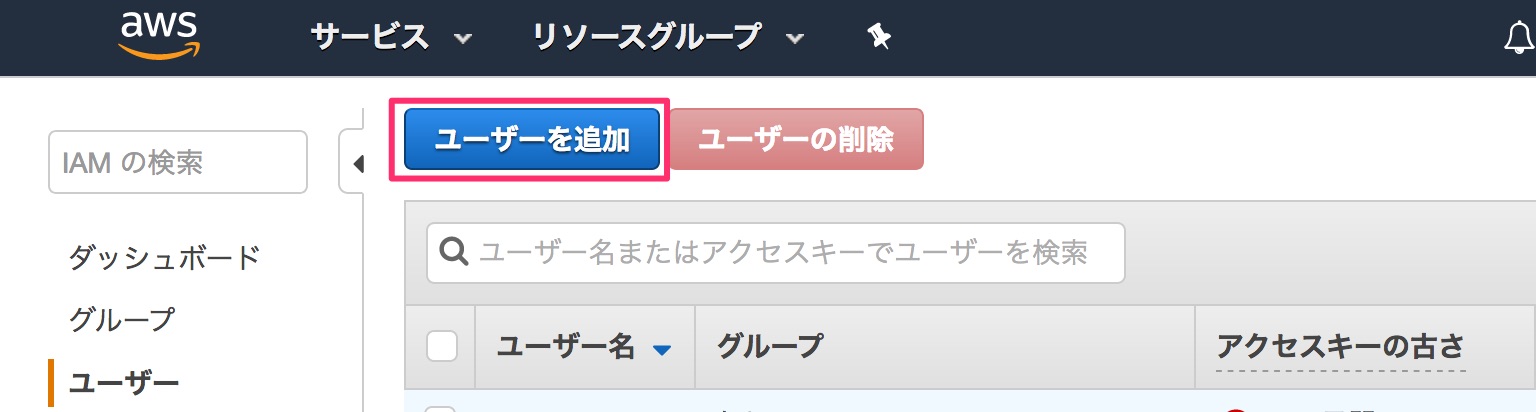 aws
サービス
リソースグループ
IAM の検索
ダッシュボード
グループ
ユーザー
ユーザーを追加
ユーザーの削除
ユーザー名またはアクセスキーでユーザーを検索
ユーザー名
グループ
アクセスキーの古さ